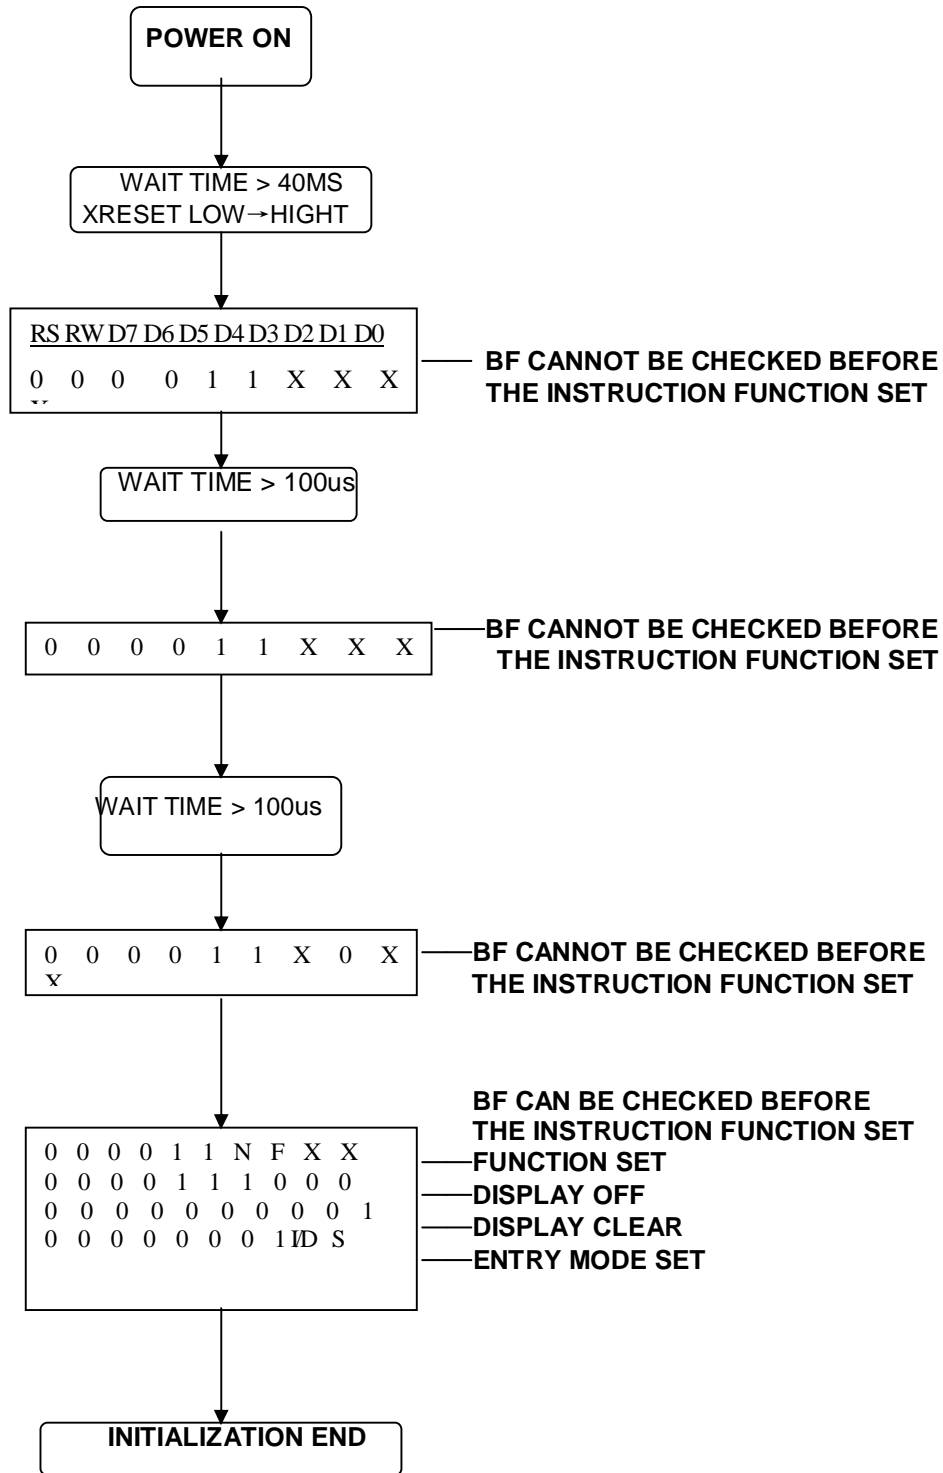 POWER ON
WAIT TIME > 40MS
XRESET LOW→HIGHT
RS RW D7 D6 D5 D4 D3 D2 D1 D0
0 0 0 0 1 1 X X X
X
BF CANNOT BE CHECKED BEFORE
THE INSTRUCTION FUNCTION SET
WAIT TIME > 100us
0 0 0 0 1 1 X X X
BF CANNOT BE CHECKED BEFORE
THE INSTRUCTION FUNCTION SET
WAIT TIME > 100us
0 0 0 0 1 1 X 0 X
X
BF CANNOT BE CHECKED BEFORE
THE INSTRUCTION FUNCTION SET
BF CAN BE CHECKED BEFORE
THE INSTRUCTION FUNCTION SET
0 0 0 0 1 1 N F X X
FUNCTION SET
0 0 0 0 1 1 1 0 0 0
DISPLAY OFF
0 0 0 0 0 0 0 0 0 1
DISPLAY CLEAR
0 0 0 0 0 0 0 1 I/D S
ENTRY MODE SET
INITIALIZATION END